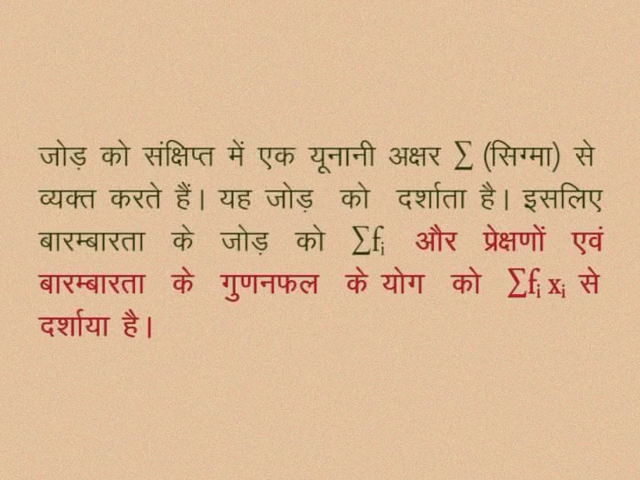 जोड़ को संक्षिप्त में एक यूनानी अक्षर ∑ (सिग्मा) से
व्यक्त करते हैं। यह जोड़ को दर्शाता है। इसलिए
बारम्बारता के जोड़ को ∑fᵢ और प्रेक्षणों एवं
बारम्बारता के गुणनफल के योग को ∑fᵢ xᵢ से
दर्शाया है।